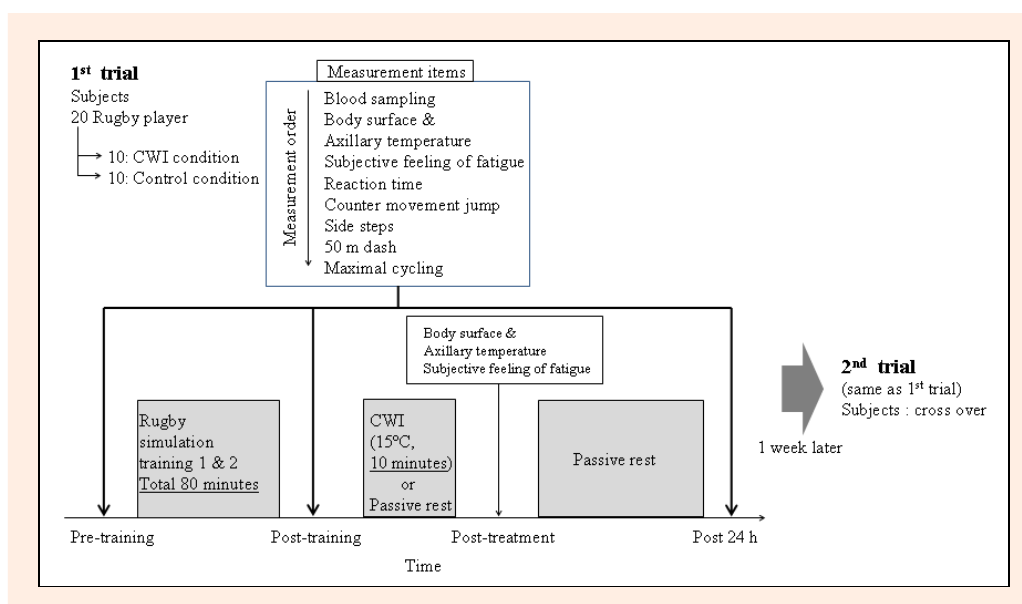 1st trial
Subjects
20 Rugby player
10: CWI condition
10: Control condition
Measurement items
Measurement order
Blood sampling
Body surface &
Axillary temperature
Subjective feeling of fatigue
Reaction time
Counter movement jump
Side steps
50 m dash
Maximal cycling
Body surface &
Axillary temperature
Subjective feeling of fatigue
Rugby
simulation
training 1 & 2
Total 80 minutes
CWI
(15°C,
10 minutes)
or
Passive rest
Passive rest
1 week later
2nd trial
(same as 1st trial)
Subjects : cross over
Pre-training
Post-training
Post-treatment
Post 24 h
Time